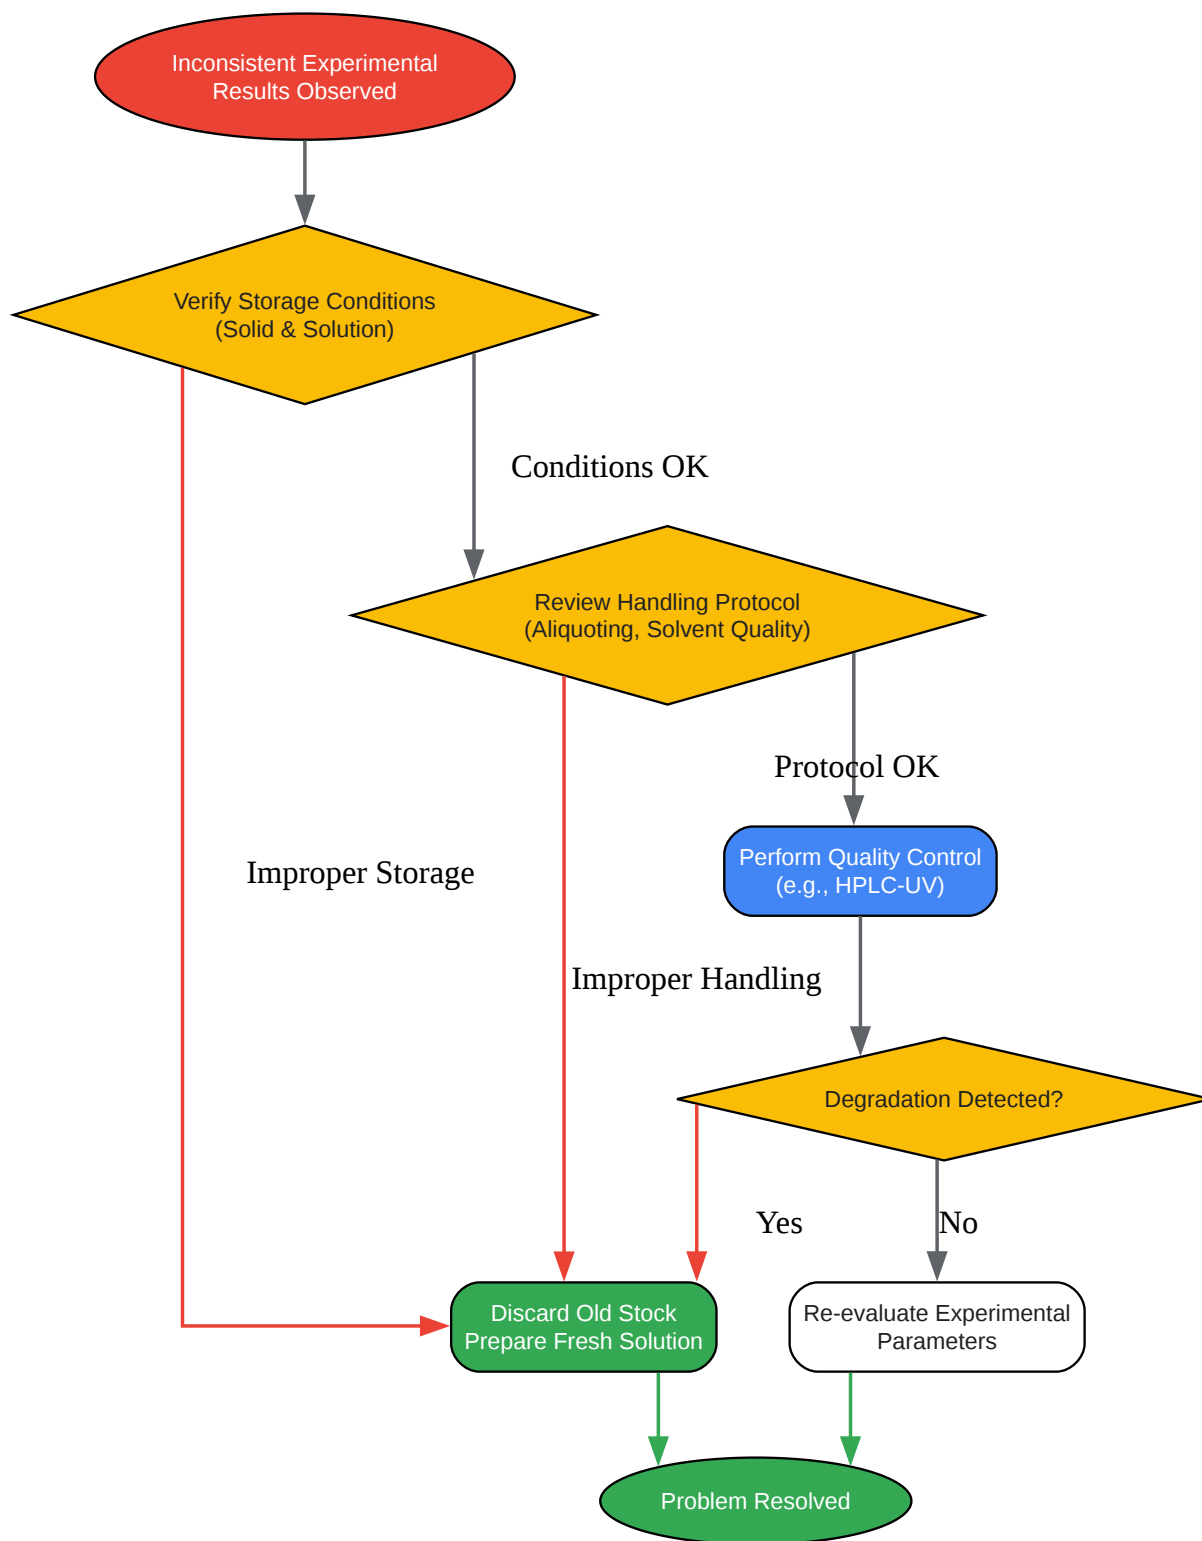 Inconsistent Experimental
Results Observed
Verify Storage Conditions
(Solid & Solution)
Conditions OK
Review Handling Protocol
(Aliquoting, Solvent Quality)
Protocol OK
Perform Quality Control
(e.g., HPLC-UV)
Improper Storage
Improper Handling
Degradation Detected?
Yes
No
Discard Old Stock
Prepare Fresh Solution
Re-evaluate Experimental
Parameters
Problem Resolved